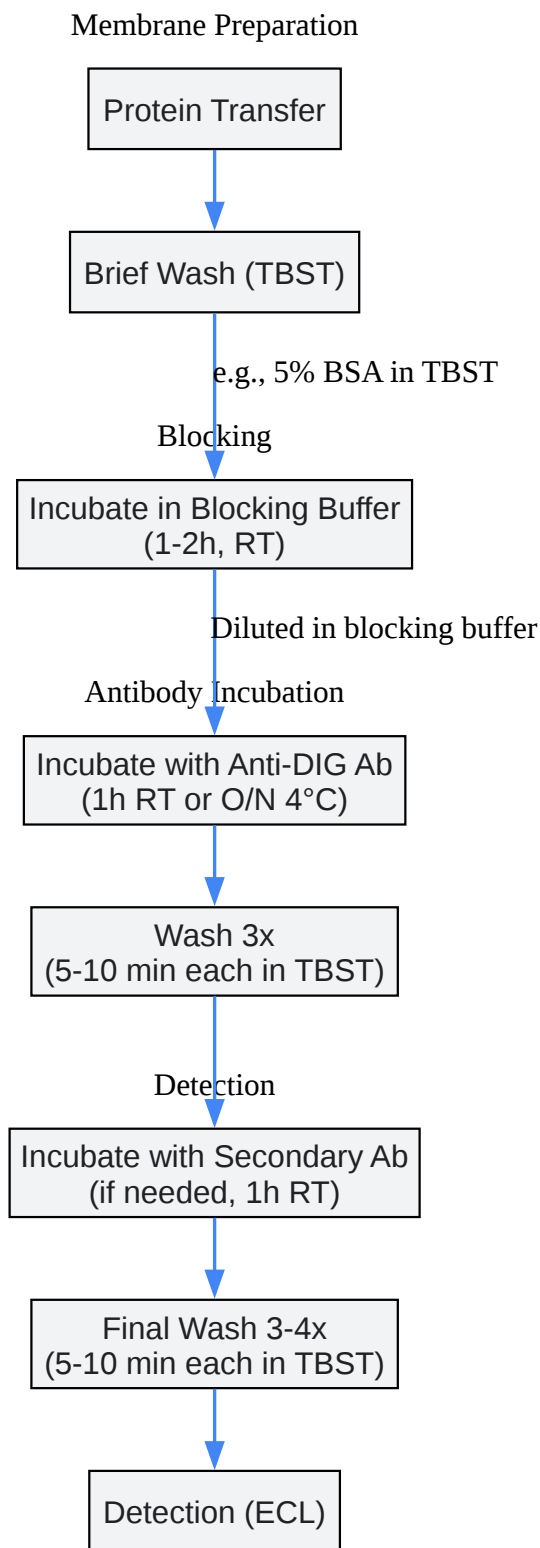 Membrane Preparation
Protein Transfer
Brief Wash (TBST)
e.g., 5% BSA in TBST
Blocking
Incubate in Blocking Buffer
(1-2h, RT)
Diluted in blocking buffer
Antibody Incubation
Incubate with Anti-DIG Ab
(1h RT or O/N 4°C)
Wash 3x
(5-10 min each in TBST)
Detection
Incubate with Secondary Ab
(if needed, 1h RT)
Final Wash 3-4x
(5-10 min each in TBST)
Detection (ECL)